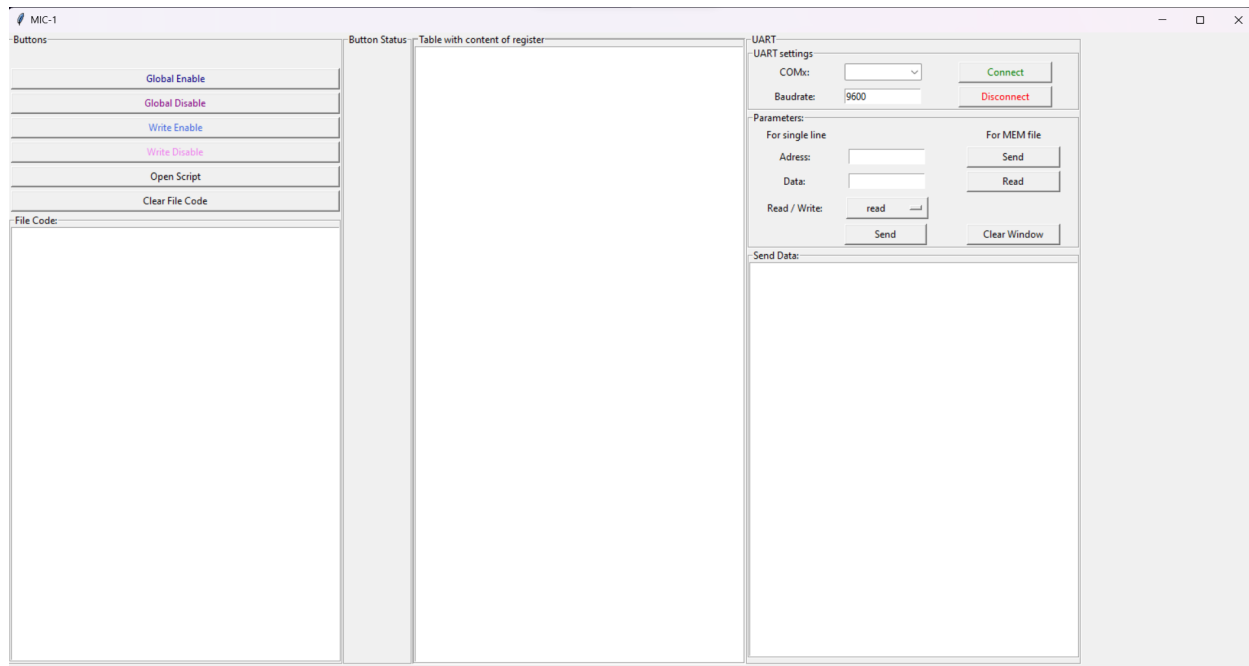 MIC-1
Buttons
Global Enable
Global Disable
Write Enable
Write Disable
Open Script
Clear File Code
File Code:
Button Status
Table with content of register
UART
UART settings
COMx:
Connect
Baudrate: 9600
Disconnect
Parameters:
For single line
For MEM file
Adress:
Send
Data:
Read
Read / Write: read
Send
Clear Window
Send Data: